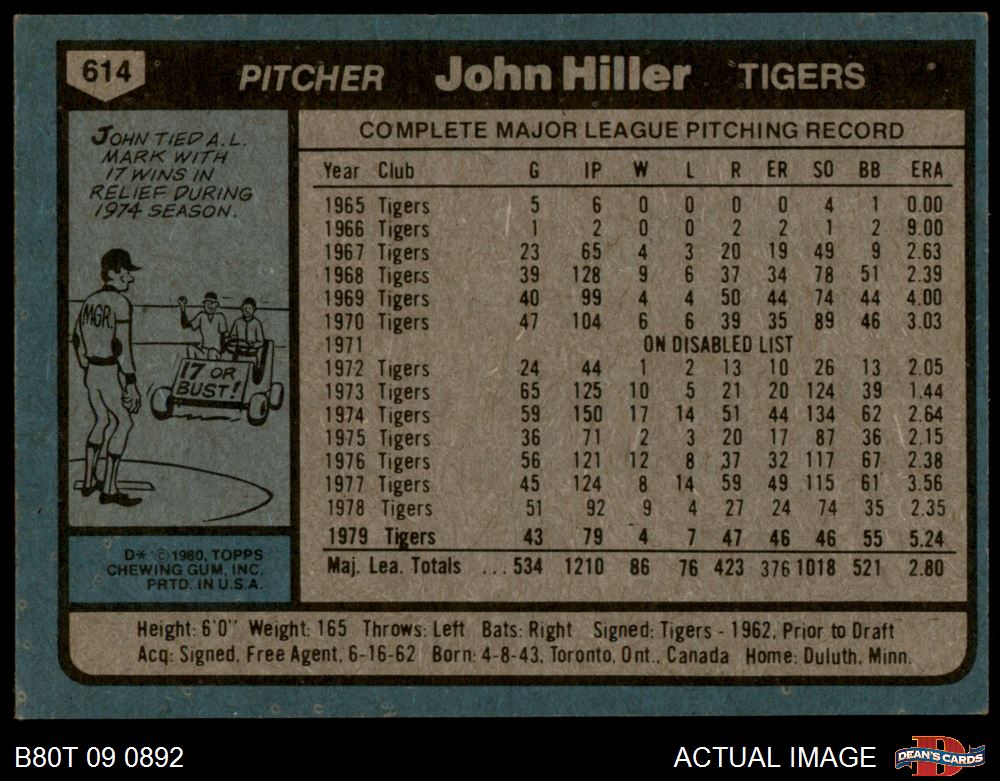 614 PITCHER John Hiller TIGERS
JOHN TIED A.L.
MARK WITH
17 WINS IN
RELIEF DURING
1974 SEASON.
MGR.
17 OR
BUST!
D* © 1980, TOPPS
CHEWING GUM, INC.
PRTD. IN U.S.A.
COMPLETE MAJOR LEAGUE PITCHING RECORD
Year Club G IP W L R ER SO BB ERA
1965 Tigers 5 6 0 0 0 0 4 1 0.00
1966 Tigers 1 2 0 0 2 2 1 2 9.00
1967 Tigers 23 65 4 3 20 19 49 9 2.63
1968 Tigers 39 128 9 6 37 34 78 51 2.39
1969 Tigers 40 99 4 4 50 44 74 44 4.00
1970 Tigers 47 104 6 6 39 35 89 46 3.03
1971 ON DISABLED LIST
1972 Tigers 24 44 1 2 13 10 26 13 2.05
1973 Tigers 65 125 10 5 21 20 124 39 1.44
1974 Tigers 59 150 17 14 51 44 134 62 2.64
1975 Tigers 36 71 2 3 20 17 87 36 2.15
1976 Tigers 56 121 12 8 37 32 117 67 2.38
1977 Tigers 45 124 8 14 59 49 115 61 3.56
1978 Tigers 51 92 9 4 27 24 74 35 2.35
1979 Tigers 43 79 4 7 47 46 46 55 5.24
Maj. Lea. Totals ... 534 1210 86 76 423 376 1018 521 2.80
Height: 6'0" Weight: 165 Throws: Left Bats: Right Signed: Tigers - 1962, Prior to Draft
Acq: Signed, Free Agent, 6-16-62 Born: 4-8-43, Toronto, Ont., Canada Home: Duluth, Minn.
B80T 09 0892 ACTUAL IMAGE D DEAN'S CARDS